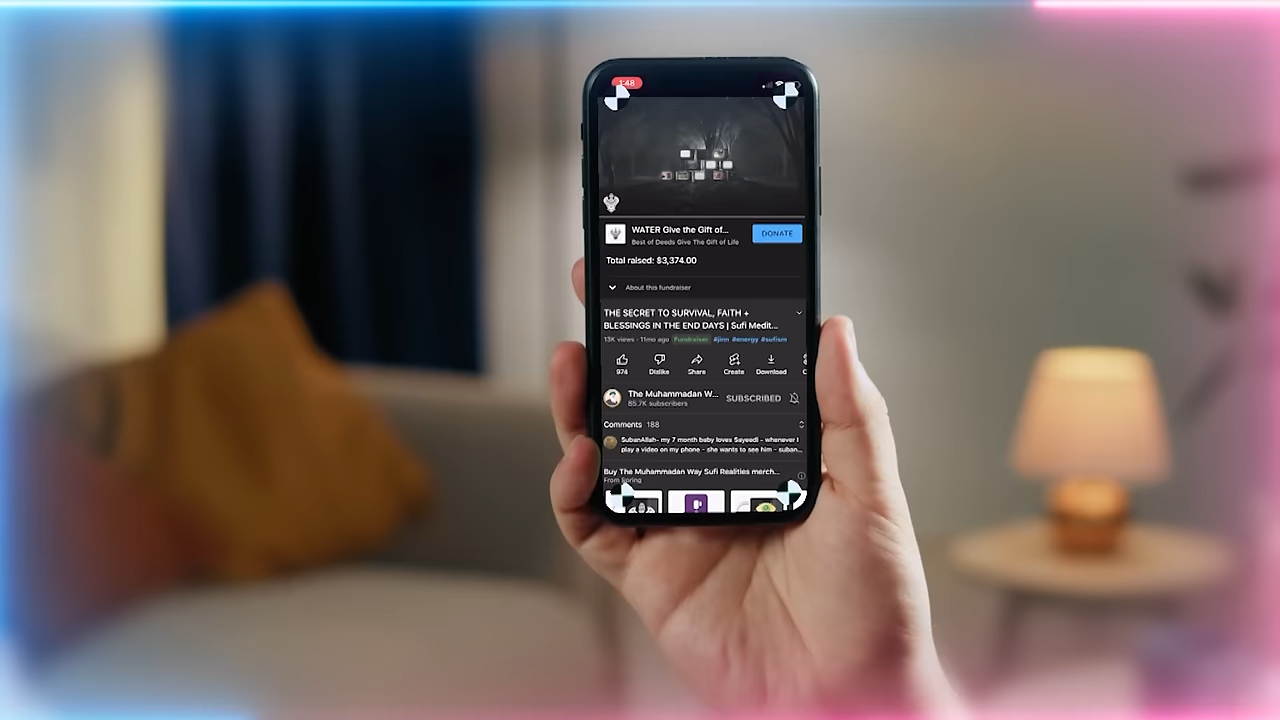 1:48
WATER Give the Gift of...
Best of Deeds Give The Gift of Life
DONATE
Total raised: $3,374.00
About this fundraiser
THE SECRET TO SURVIVAL, FAITH +
BLESSINGS IN THE END DAYS | Sufi Medit...
13K views · 11mo ago Fundraiser #jinn #energy #sufism
974 Dislike Share Create Download
The Muhammadan W... SUBSCRIBED
85.7K subscribers
Comments 188
SubanAllah- my 7 month baby loves Sayeedi - whenever I
play a video on my phone - she wants to see him - suban...
Buy The Muhammadan Way Sufi Realities merch...
From Spring